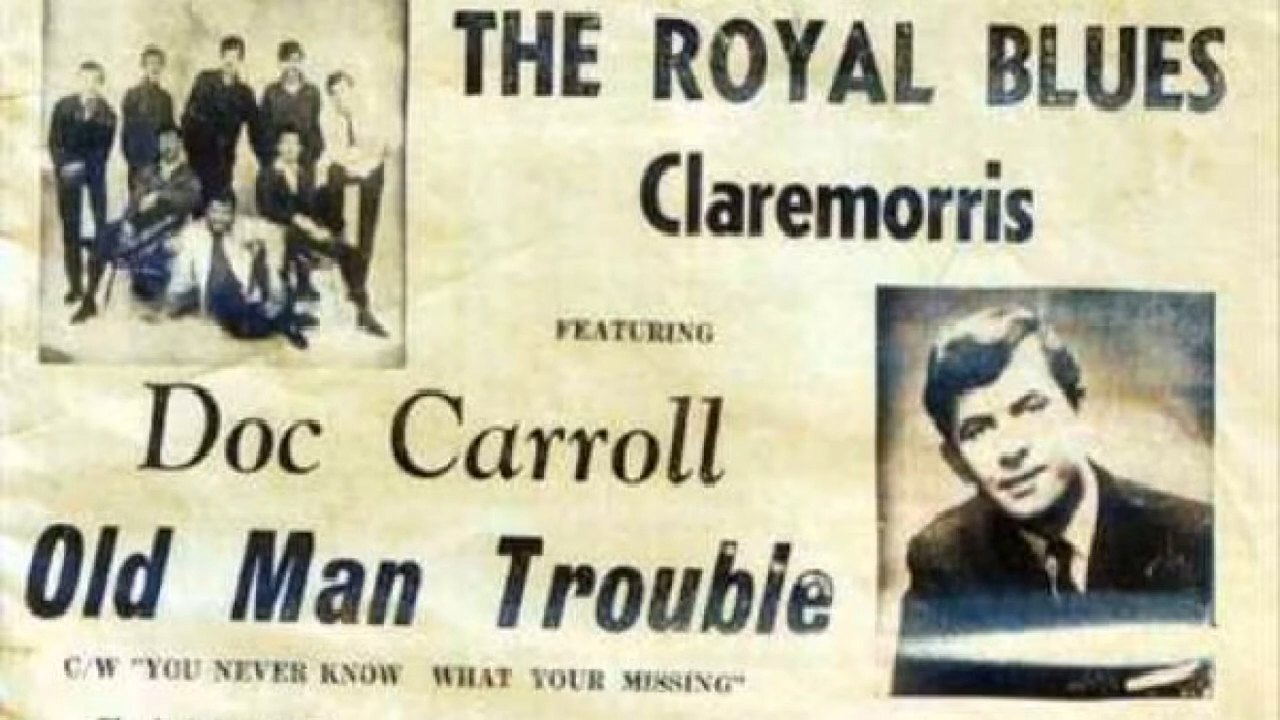 THE ROYAL BLUES
Claremorris
FEATURING
Doc Carroll
Old Man Trouble
C/W "YOU NEVER KNOW WHAT YOUR MISSING"